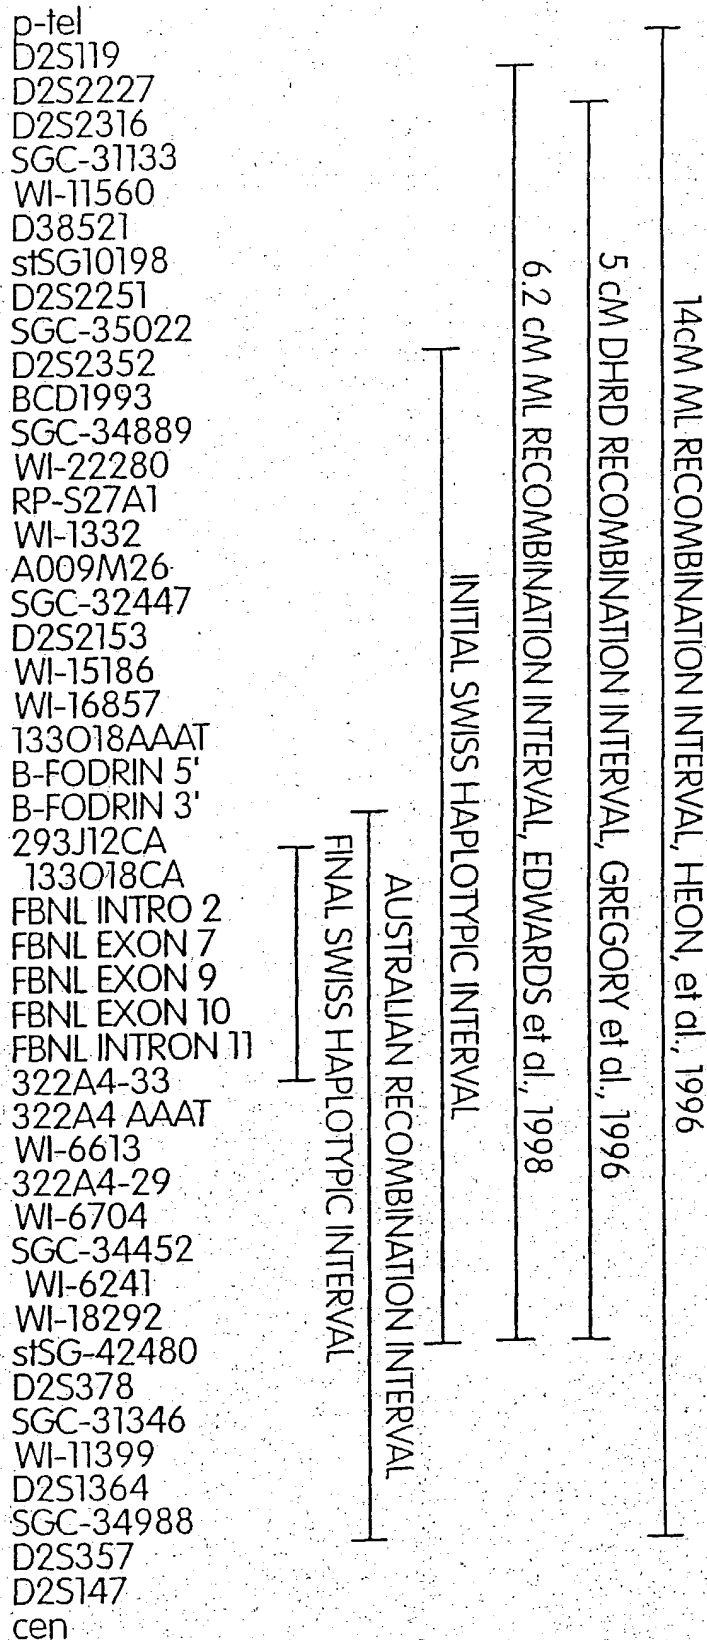 p-tel
D2S119
D2S2227
D2S2316
SGC-31133
WI-11560
D38521
stSG10198
D2S2251
SGC-35022
D2S2352
BCD1993
SGC-34889
WI-22280
RP-S27A1
WI-1332
A009M26
SGC-32447
D2S2153
WI-15186
WI-16857
133O18AAAT
B-FODRIN 5'
B-FODRIN 3'
293J12CA
133O18CA
FBNL INTRO 2
FBNL EXON 7
FBNL EXON 9
FBNL EXON 10
FBNL INTRON 11
322A4-33
322A4 AAAT
WI-6613
322A4-29
WI-6704
SGC-34452
WI-6241
WI-18292
stSG-42480
D2S378
SGC-31346
WI-11399
D2S1364
SGC-34988
D2S357
D2S147
cen
FINAL SWISS HAPLOTYPIC INTERVAL
AUSTRALIAN RECOMBINATION INTERVAL
INITIAL SWISS HAPLOTYPIC INTERVAL
6.2 cM ML RECOMBINATION INTERVAL, EDWARDS et al., 1998
5 cM DHRD RECOMBINATION INTERVAL, GREGORY et al., 1996
14cM ML RECOMBINATION INTERVAL, HEON, et al., 1996